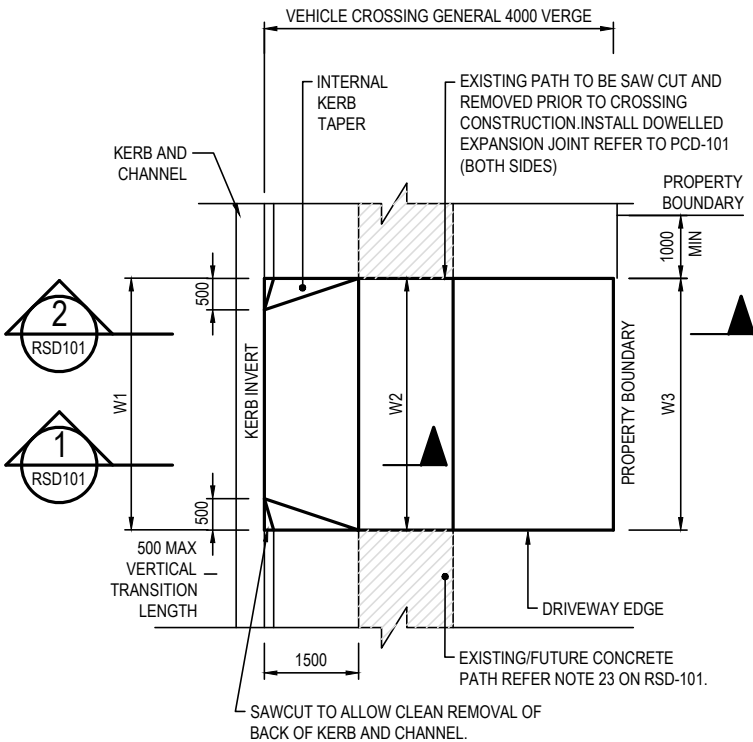 VEHICLE CROSSING GENERAL 4000 VERGE
INTERNAL
KERB
TAPER
EXISTING PATH TO BE SAW CUT AND
REMOVED PRIOR TO CROSSING
CONSTRUCTION.INSTALL DOWELLED
EXPANSION JOINT REFER TO PCD-101
(BOTH SIDES)
KERB AND
CHANNEL
PROPERTY
BOUNDARY
1000
MIN
500
2
RSD101
W1
KERB INVERT
W2
PROPERTY BOUNDARY
W3
1
RSD101
500
500 MAX
VERTICAL
TRANSITION
LENGTH
DRIVEWAY EDGE
1500
EXISTING/FUTURE CONCRETE
PATH REFER NOTE 23 ON RSD-101.
SAWCUT TO ALLOW CLEAN REMOVAL OF
BACK OF KERB AND CHANNEL.